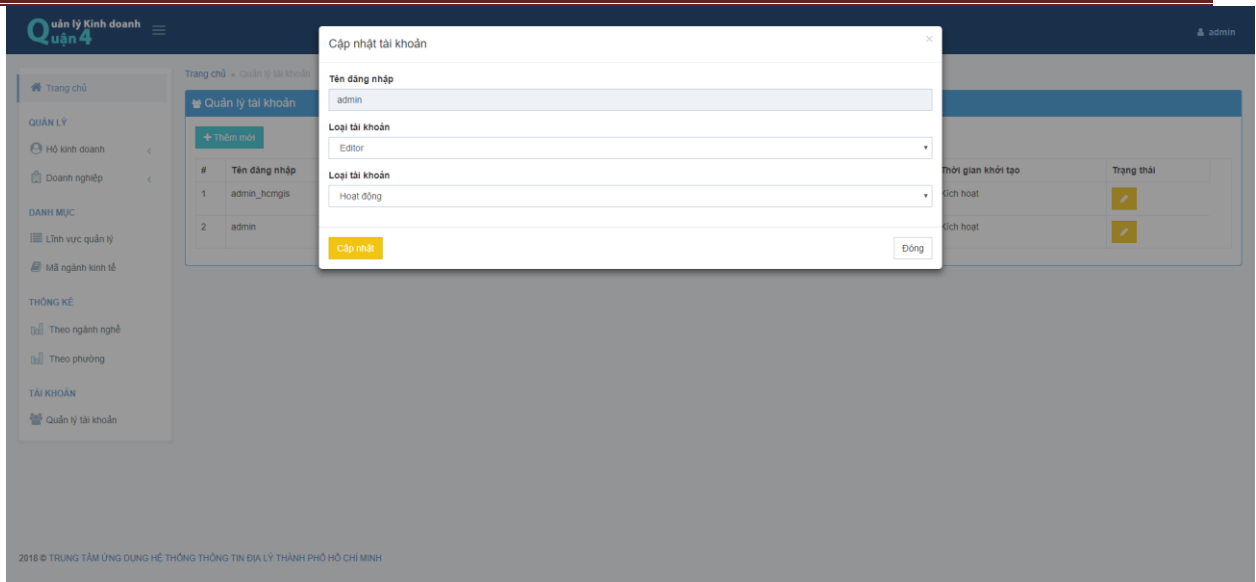 Quản lý Kinh doanh
Quận 4
admin
Cập nhật tài khoản
×
Trang chủ » Quản lý tài khoản
Tên đăng nhập
admin
Trang chủ
Quản lý tài khoản
Loại tài khoản
Editor
QUẢN LÝ
+ Thêm mới
Hộ kinh doanh
Doanh nghiệp
# Tên đăng nhập Thời gian khởi tạo Trạng thái
Loại tài khoản
Hoạt động
1 admin_hcmgis Kích hoạt
DANH MỤC
2 admin Kích hoạt
Lĩnh vực quản lý
Cập nhật
Đóng
Mã ngành kinh tế
THỐNG KÊ
Theo ngành nghề
Theo phường
TÀI KHOẢN
Quản lý tài khoản
2018 © TRUNG TÂM ỨNG DỤNG HỆ THỐNG THÔNG TIN ĐỊA LÝ THÀNH PHỐ HỒ CHÍ MINH